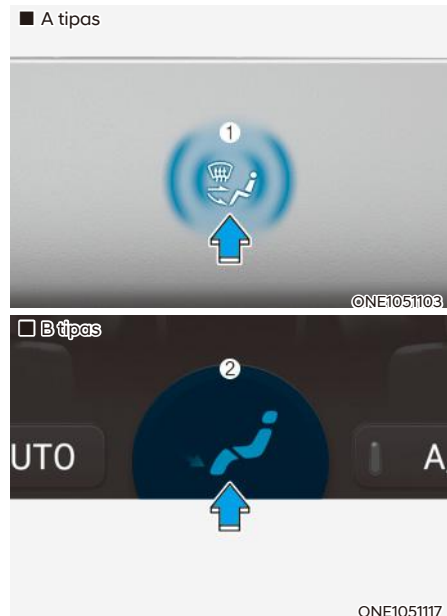 ■ A tipas
1
ONE1051103
□ B tipas
2
UTO
A
ONE1051117